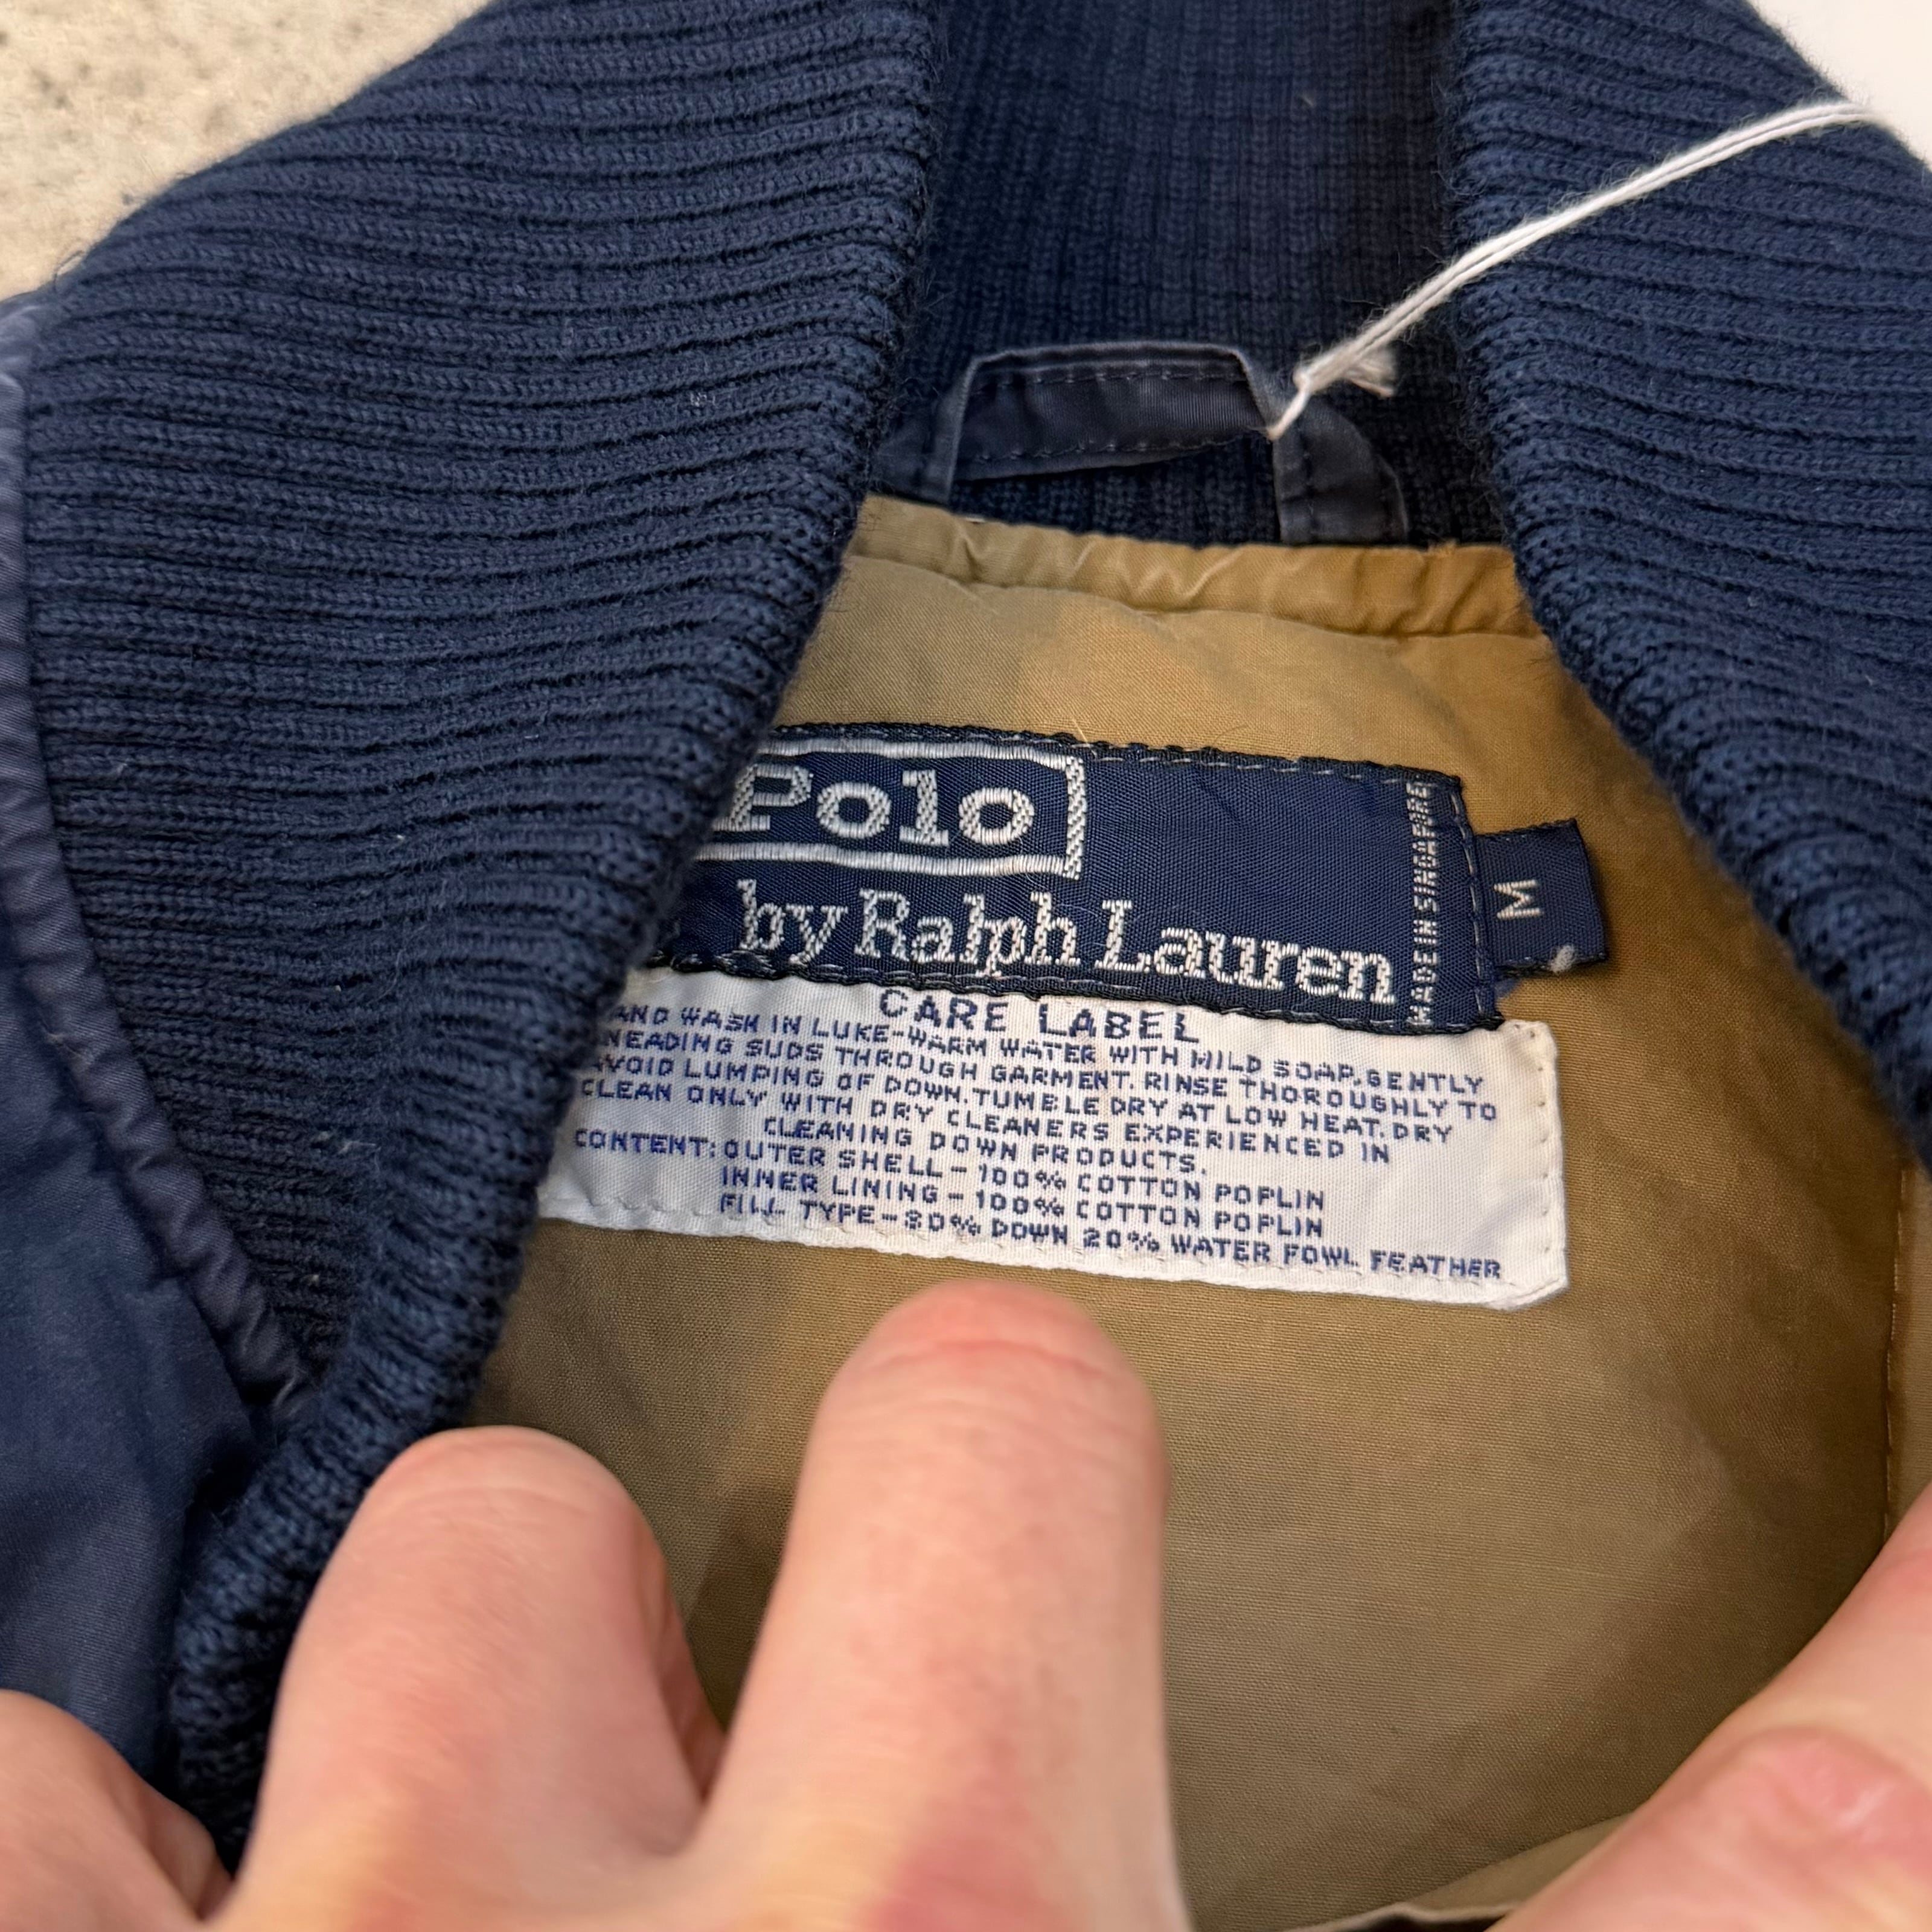 Polo
by Ralph Lauren
MADE IN SINGAPORE
M
CARE LABEL
AND WASH IN LUKE-WARM WATER WITH MILD SOAP. GENTLY
NEADING SUDS THROUGH GARMENT. RINSE THOROUGHLY TO
AVOID LUMPING OF DOWN. TUMBLE DRY AT LOW HEAT. DRY
CLEAN ONLY WITH DRY CLEANERS EXPERIENCED IN
CLEANING DOWN PRODUCTS.
CONTENT: OUTER SHELL - 100% COTTON POPLIN
INNER LINING - 100% COTTON POPLIN
FILL TYPE - 80% DOWN 20% WATER FOWL FEATHER